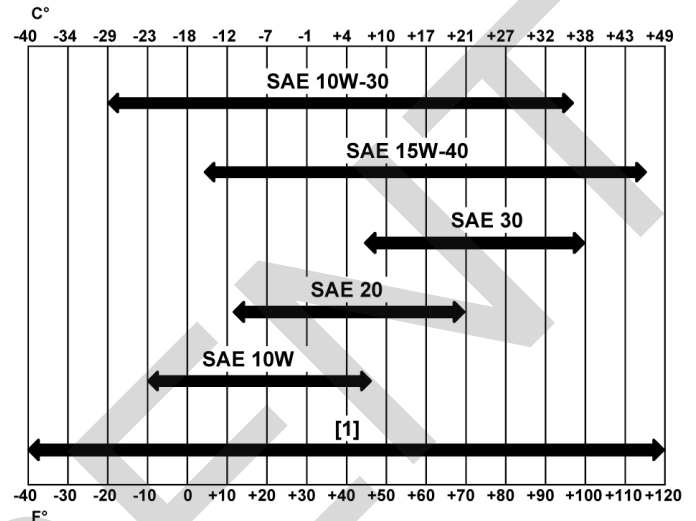 C°
-40 -34 -29 -23 -18 +12 -12 -7 -1 +4 +10 +17 +21 +27 +32 +38 +43 +49
SAE 10W-30
SAE 15W-40
SAE 30
SAE 20
SAE 10W
[1]
-40 -30 -20 -10 0 +10 +20 +30 +40 +50 +60 +70 +80 +90 +100 +110 +120
F°